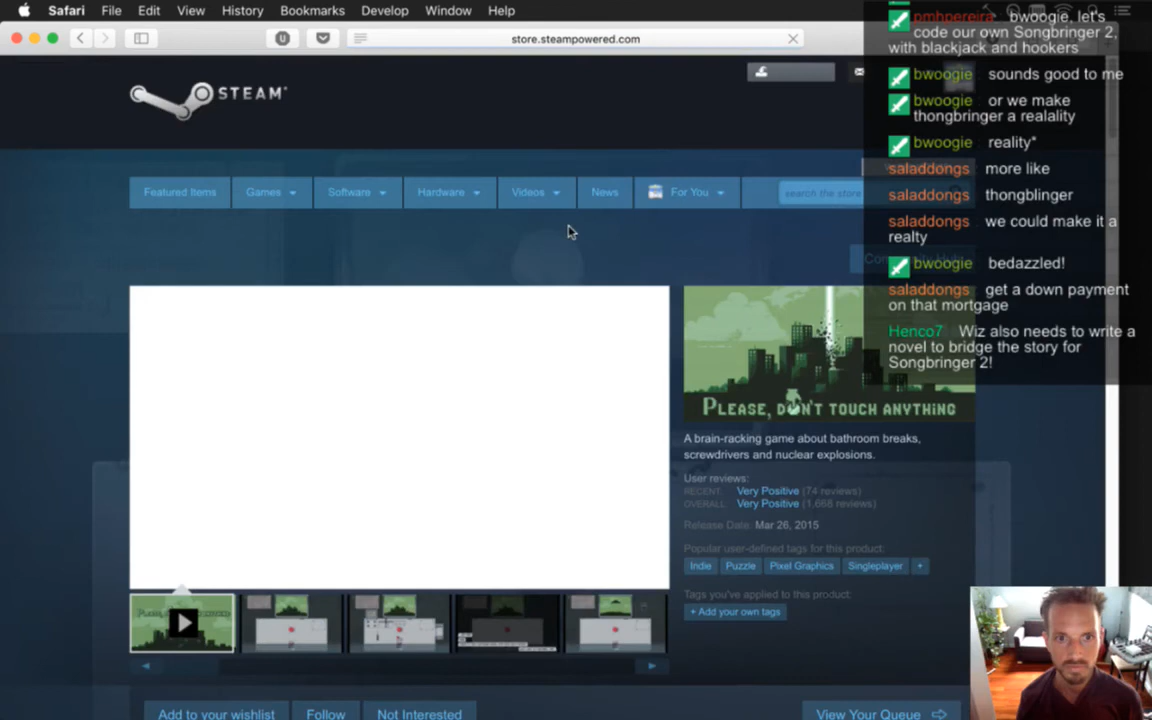 Safari File Edit View History Bookmarks Develop Window Help
store.steampowered.com
STEAM
Featured Items Games Software Hardware Videos News For You search the store
PLEASE, DON'T TOUCH ANYTHING
A brain-racking game about bathroom breaks,
screwdrivers and nuclear explosions.
User reviews:
RECENT: Very Positive (74 reviews)
OVERALL: Very Positive (1,668 reviews)
Release Date: Mar 26, 2015
Popular user-defined tags for this product:
Indie Puzzle Pixel Graphics Singleplayer +
Tags you've applied to this product:
+ Add your own tags
Add to your wishlist Follow Not Interested View Your Queue
pmhpereira bwoogie, let's
code our own Songbringer 2,
with blackjack and hookers
bwoogie sounds good to me
bwoogie or we make
thongbringer a realality
bwoogie reality*
saladdongs more like
saladdongs thongblinger
saladdongs we could make it a
realty
bwoogie bedazzled!
saladdongs get a down payment
on that mortgage
Henco7 Wiz also needs to write a
novel to bridge the story for
Songbringer 2!